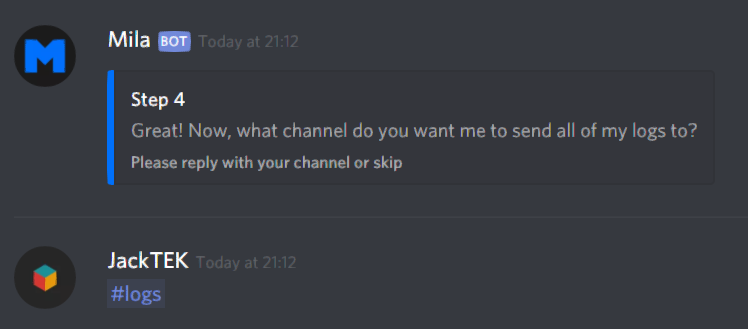 M
Mila BOT Today at 21:12
Step 4
Great! Now, what channel do you want me to send all of my logs to?
Please reply with your channel or skip
JackTEK Today at 21:12
#logs